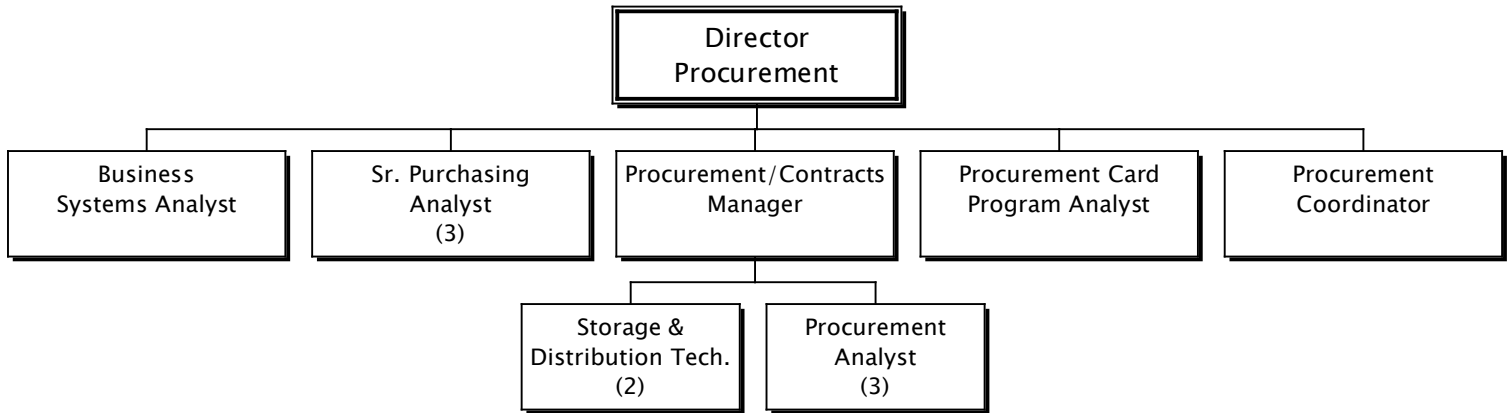 Director
Procurement
Business
Systems Analyst
Sr. Purchasing
Analyst
(3)
Procurement/Contracts
Manager
Procurement Card
Program Analyst
Procurement
Coordinator
Storage &
Distribution Tech.
(2)
Procurement
Analyst
(3)